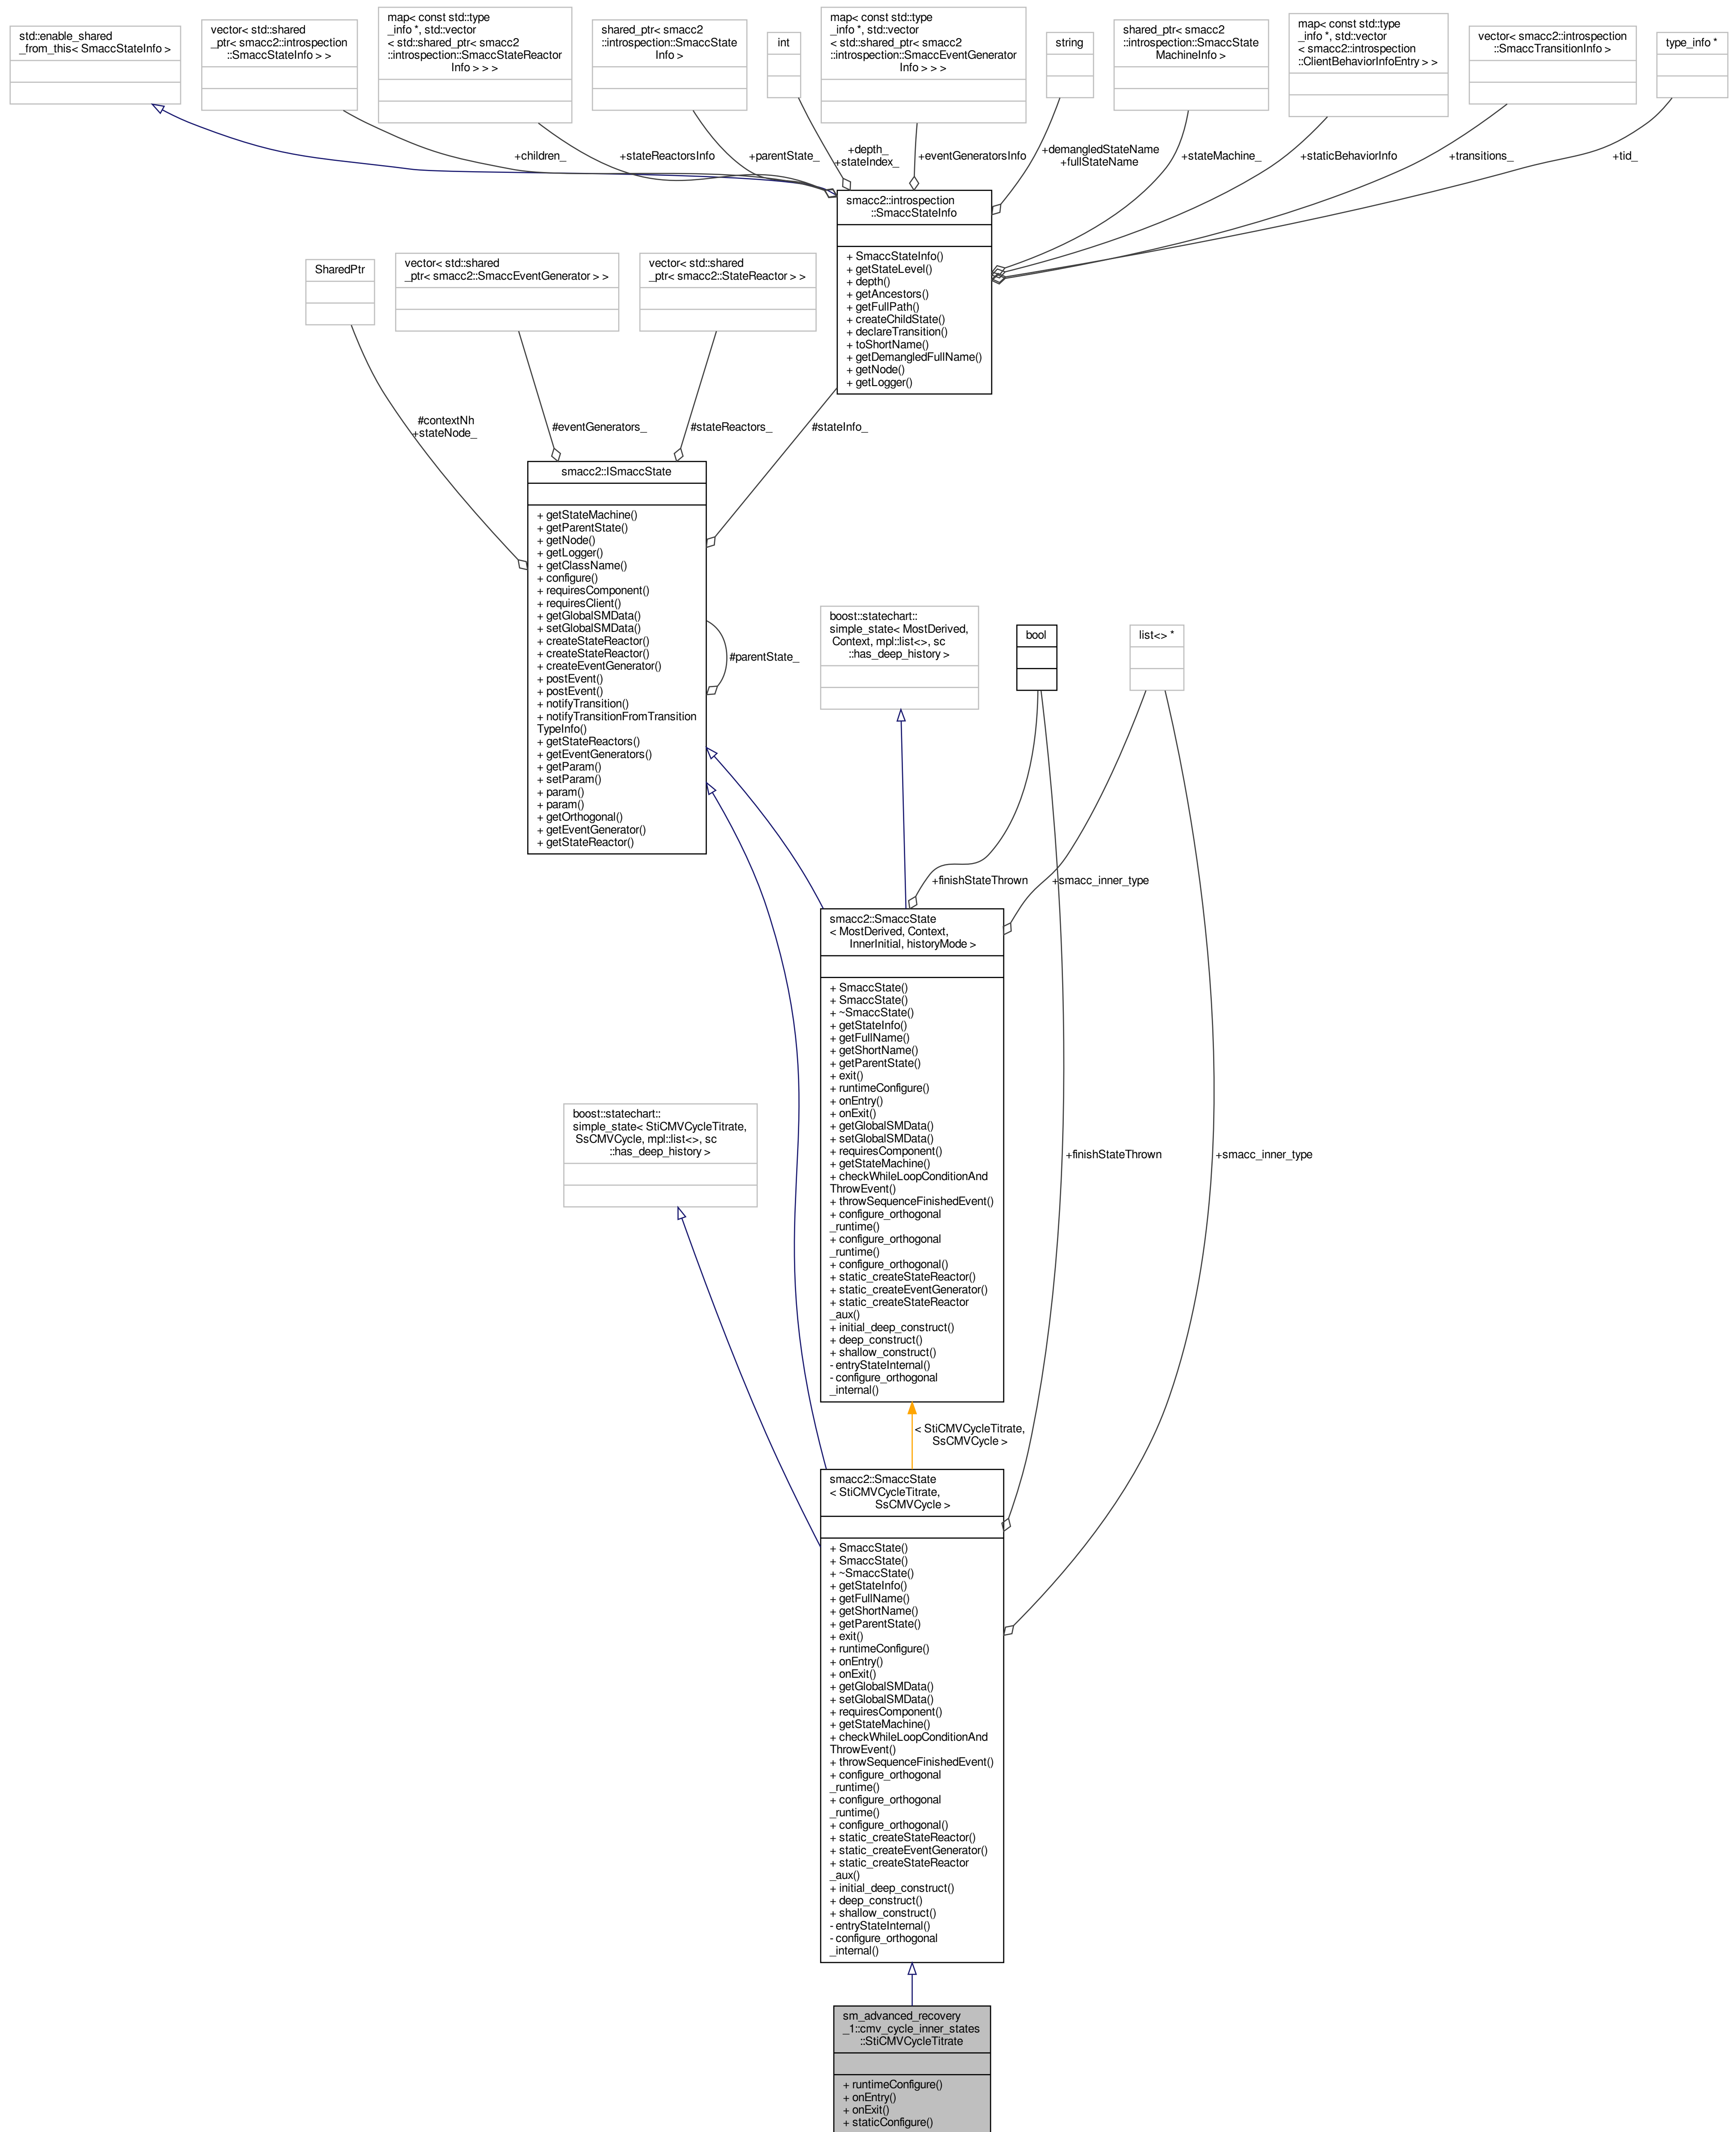 std::enable_shared
_from_this< SmaccStateInfo >
vector< std::shared
_ptr< smacc2::introspection
::SmaccStateInfo > >
map< const std::type
_info *, std::vector
< std::shared_ptr< smacc2
::introspection::SmaccStateReactor
Info > > >
shared_ptr< smacc2
::introspection::SmaccState
Info >
int
map< const std::type
_info *, std::vector
< std::shared_ptr< smacc2
::introspection::SmaccEventGenerator
Info > > >
string
shared_ptr< smacc2
::introspection::SmaccState
MachineInfo >
map< const std::type
_info *, std::vector
< smacc2::introspection
::ClientBehaviorInfoEntry > >
vector< smacc2::introspection
::SmaccTransitionInfo >
type_info *
+children_
+stateReactorsInfo
+parentState_
+depth_
+stateIndex_
+eventGeneratorsInfo
+demangledStateName
+fullStateName
+stateMachine_
+staticBehaviorInfo
+transitions_
+tid_
smacc2::introspection
::SmaccStateInfo
+ SmaccStateInfo()
+ getStateLevel()
+ depth()
+ getAncestors()
+ getFullPath()
+ createChildState()
+ declareTransition()
+ toShortName()
+ getDemangledFullName()
+ getNode()
+ getLogger()
SharedPtr
vector< std::shared
_ptr< smacc2::SmaccEventGenerator > >
vector< std::shared
_ptr< smacc2::StateReactor > >
#contextNh
+stateNode_
#eventGenerators_
#stateReactors_
#stateInfo_
smacc2::ISmaccState
+ getStateMachine()
+ getParentState()
+ getNode()
+ getLogger()
+ getClassName()
+ configure()
+ requiresComponent()
+ requiresClient()
+ getGlobalSMData()
+ setGlobalSMData()
+ createStateReactor()
+ createStateReactor()
+ createEventGenerator()
+ postEvent()
+ postEvent()
+ notifyTransition()
+ notifyTransitionFromTransition
TypeInfo()
+ getStateReactors()
+ getEventGenerators()
+ getParam()
+ setParam()
+ param()
+ param()
+ getOrthogonal()
+ getEventGenerator()
+ getStateReactor()
#parentState_
boost::statechart::
simple_state< MostDerived,
Context, mpl::list<>, sc
::has_deep_history >
bool
list<> *
+finishStateThrown
+smacc_inner_type
smacc2::SmaccState
< MostDerived, Context,
InnerInitial, historyMode >
+ SmaccState()
+ SmaccState()
+ ~SmaccState()
+ getStateInfo()
+ getFullName()
+ getShortName()
+ getParentState()
+ exit()
+ runtimeConfigure()
+ onEntry()
+ onExit()
+ getGlobalSMData()
+ setGlobalSMData()
+ requiresComponent()
+ getStateMachine()
+ checkWhileLoopConditionAnd
ThrowEvent()
+ throwSequenceFinishedEvent()
+ configure_orthogonal
_runtime()
+ configure_orthogonal
_runtime()
+ configure_orthogonal()
+ static_createStateReactor()
+ static_createEventGenerator()
+ static_createStateReactor
_aux()
+ initial_deep_construct()
+ deep_construct()
+ shallow_construct()
- entryStateInternal()
- configure_orthogonal
_internal()
boost::statechart::
simple_state< StiCMVCycleTitrate,
SsCMVCycle, mpl::list<>, sc
::has_deep_history >
+finishStateThrown
+smacc_inner_type
< StiCMVCycleTitrate,
SsCMVCycle >
smacc2::SmaccState
< StiCMVCycleTitrate,
SsCMVCycle >
+ SmaccState()
+ SmaccState()
+ ~SmaccState()
+ getStateInfo()
+ getFullName()
+ getShortName()
+ getParentState()
+ exit()
+ runtimeConfigure()
+ onEntry()
+ onExit()
+ getGlobalSMData()
+ setGlobalSMData()
+ requiresComponent()
+ getStateMachine()
+ checkWhileLoopConditionAnd
ThrowEvent()
+ throwSequenceFinishedEvent()
+ configure_orthogonal
_runtime()
+ configure_orthogonal
_runtime()
+ configure_orthogonal()
+ static_createStateReactor()
+ static_createEventGenerator()
+ static_createStateReactor
_aux()
+ initial_deep_construct()
+ deep_construct()
+ shallow_construct()
- entryStateInternal()
- configure_orthogonal
_internal()
sm_advanced_recovery
_1::cmv_cycle_inner_states
::StiCMVCycleTitrate
+ runtimeConfigure()
+ onEntry()
+ onExit()
+ staticConfigure()